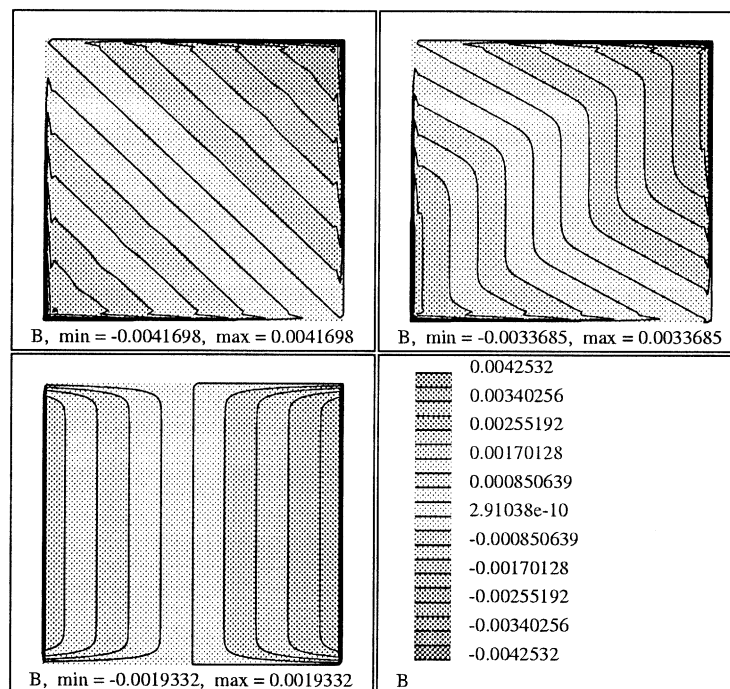 B, min = -0.0041698, max = 0.0041698
B, min = -0.0033685, max = 0.0033685
B, min = -0.0019332, max = 0.0019332
0.0042532
0.00340256
0.00255192
0.00170128
0.000850639
2.91038e-10
-0.000850639
-0.00170128
-0.00255192
-0.00340256
-0.0042532
B